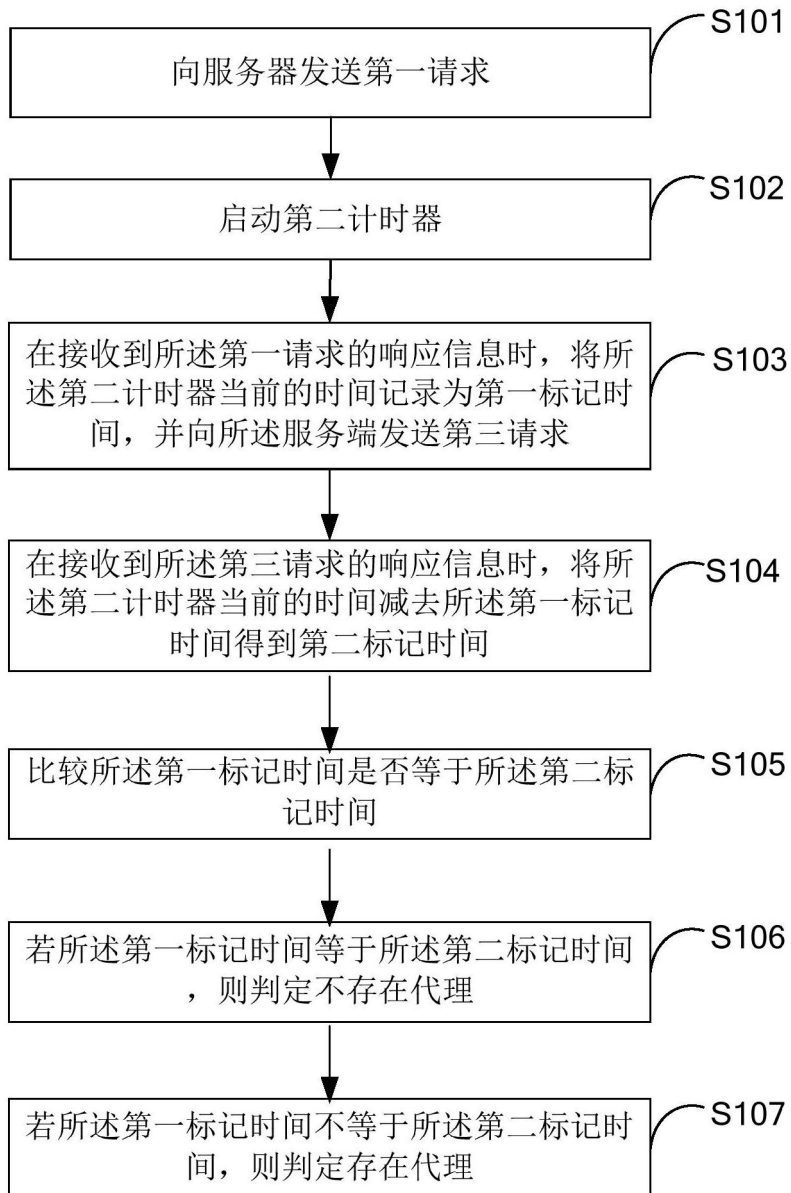 S101
向服务器发送第一请求
S102
启动第二计时器
S103
在接收到所述第一请求的响应信息时，将所
述第二计时器当前的时间记录为第一标记时
间，并向所述服务端发送第三请求
S104
在接收到所述第三请求的响应信息时，将所
述第二计时器当前的时间减去所述第一标记
时间得到第二标记时间
S105
比较所述第一标记时间是否等于所述第二标
记时间
S106
若所述第一标记时间等于所述第二标记时间
，则判定不存在代理
S107
若所述第一标记时间不等于所述第二标记时
间，则判定存在代理